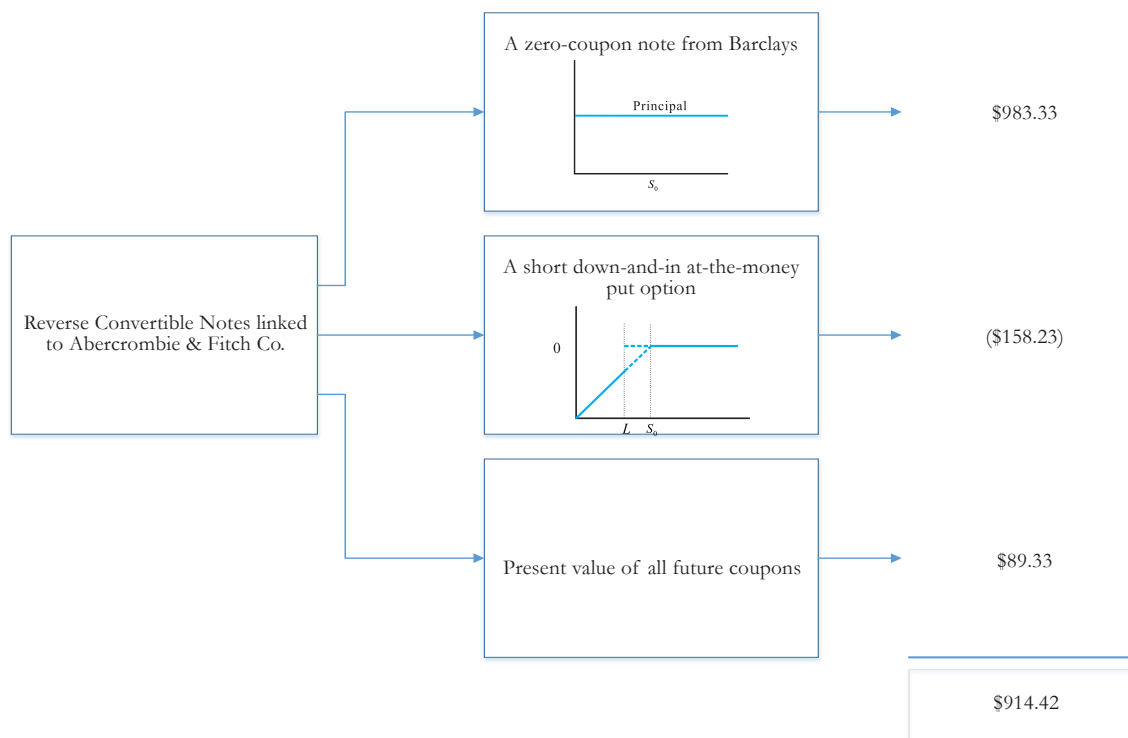 A zero-coupon note from Barclays
Principal
S₀
$983.33
Reverse Convertible Notes linked
to Abercrombie & Fitch Co.
A short down-and-in at-the-money
put option
0
L S₀
($158.23)
Present value of all future coupons
$89.33
$914.42